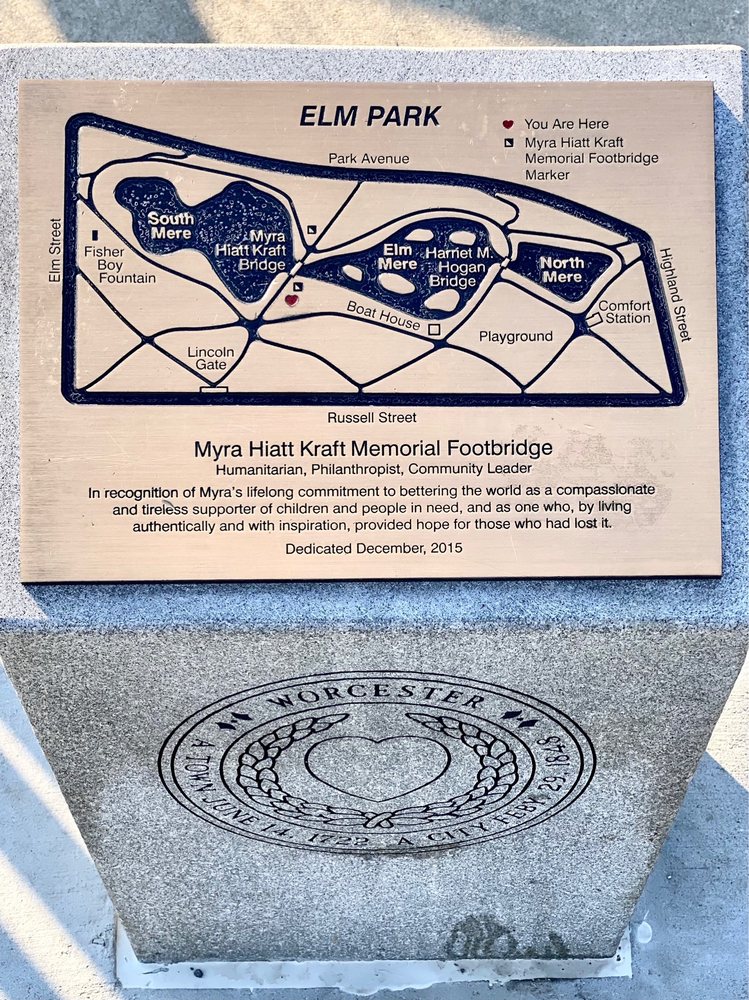 ELM PARK
You Are Here
Myra Hiatt Kraft
Memorial Footbridge
Marker
Park Avenue
Elm Street
South
Mere
Myra
Hiatt Kraft
Bridge
Fisher
Boy
Fountain
Elm
Mere
Harriet M.
Hogan
Bridge
North
Mere
Highland Street
Comfort
Station
Boat House
Playground
Lincoln
Gate
Russell Street
Myra Hiatt Kraft Memorial Footbridge
Humanitarian, Philanthropist, Community Leader
In recognition of Myra's lifelong commitment to bettering the world as a compassionate
and tireless supporter of children and people in need, and as one who, by living
authentically and with inspiration, provided hope for those who had lost it.
Dedicated December, 2015
WORCESTER
A TOWN JUNE 14, 1722. A CITY FEBY 29, 1848